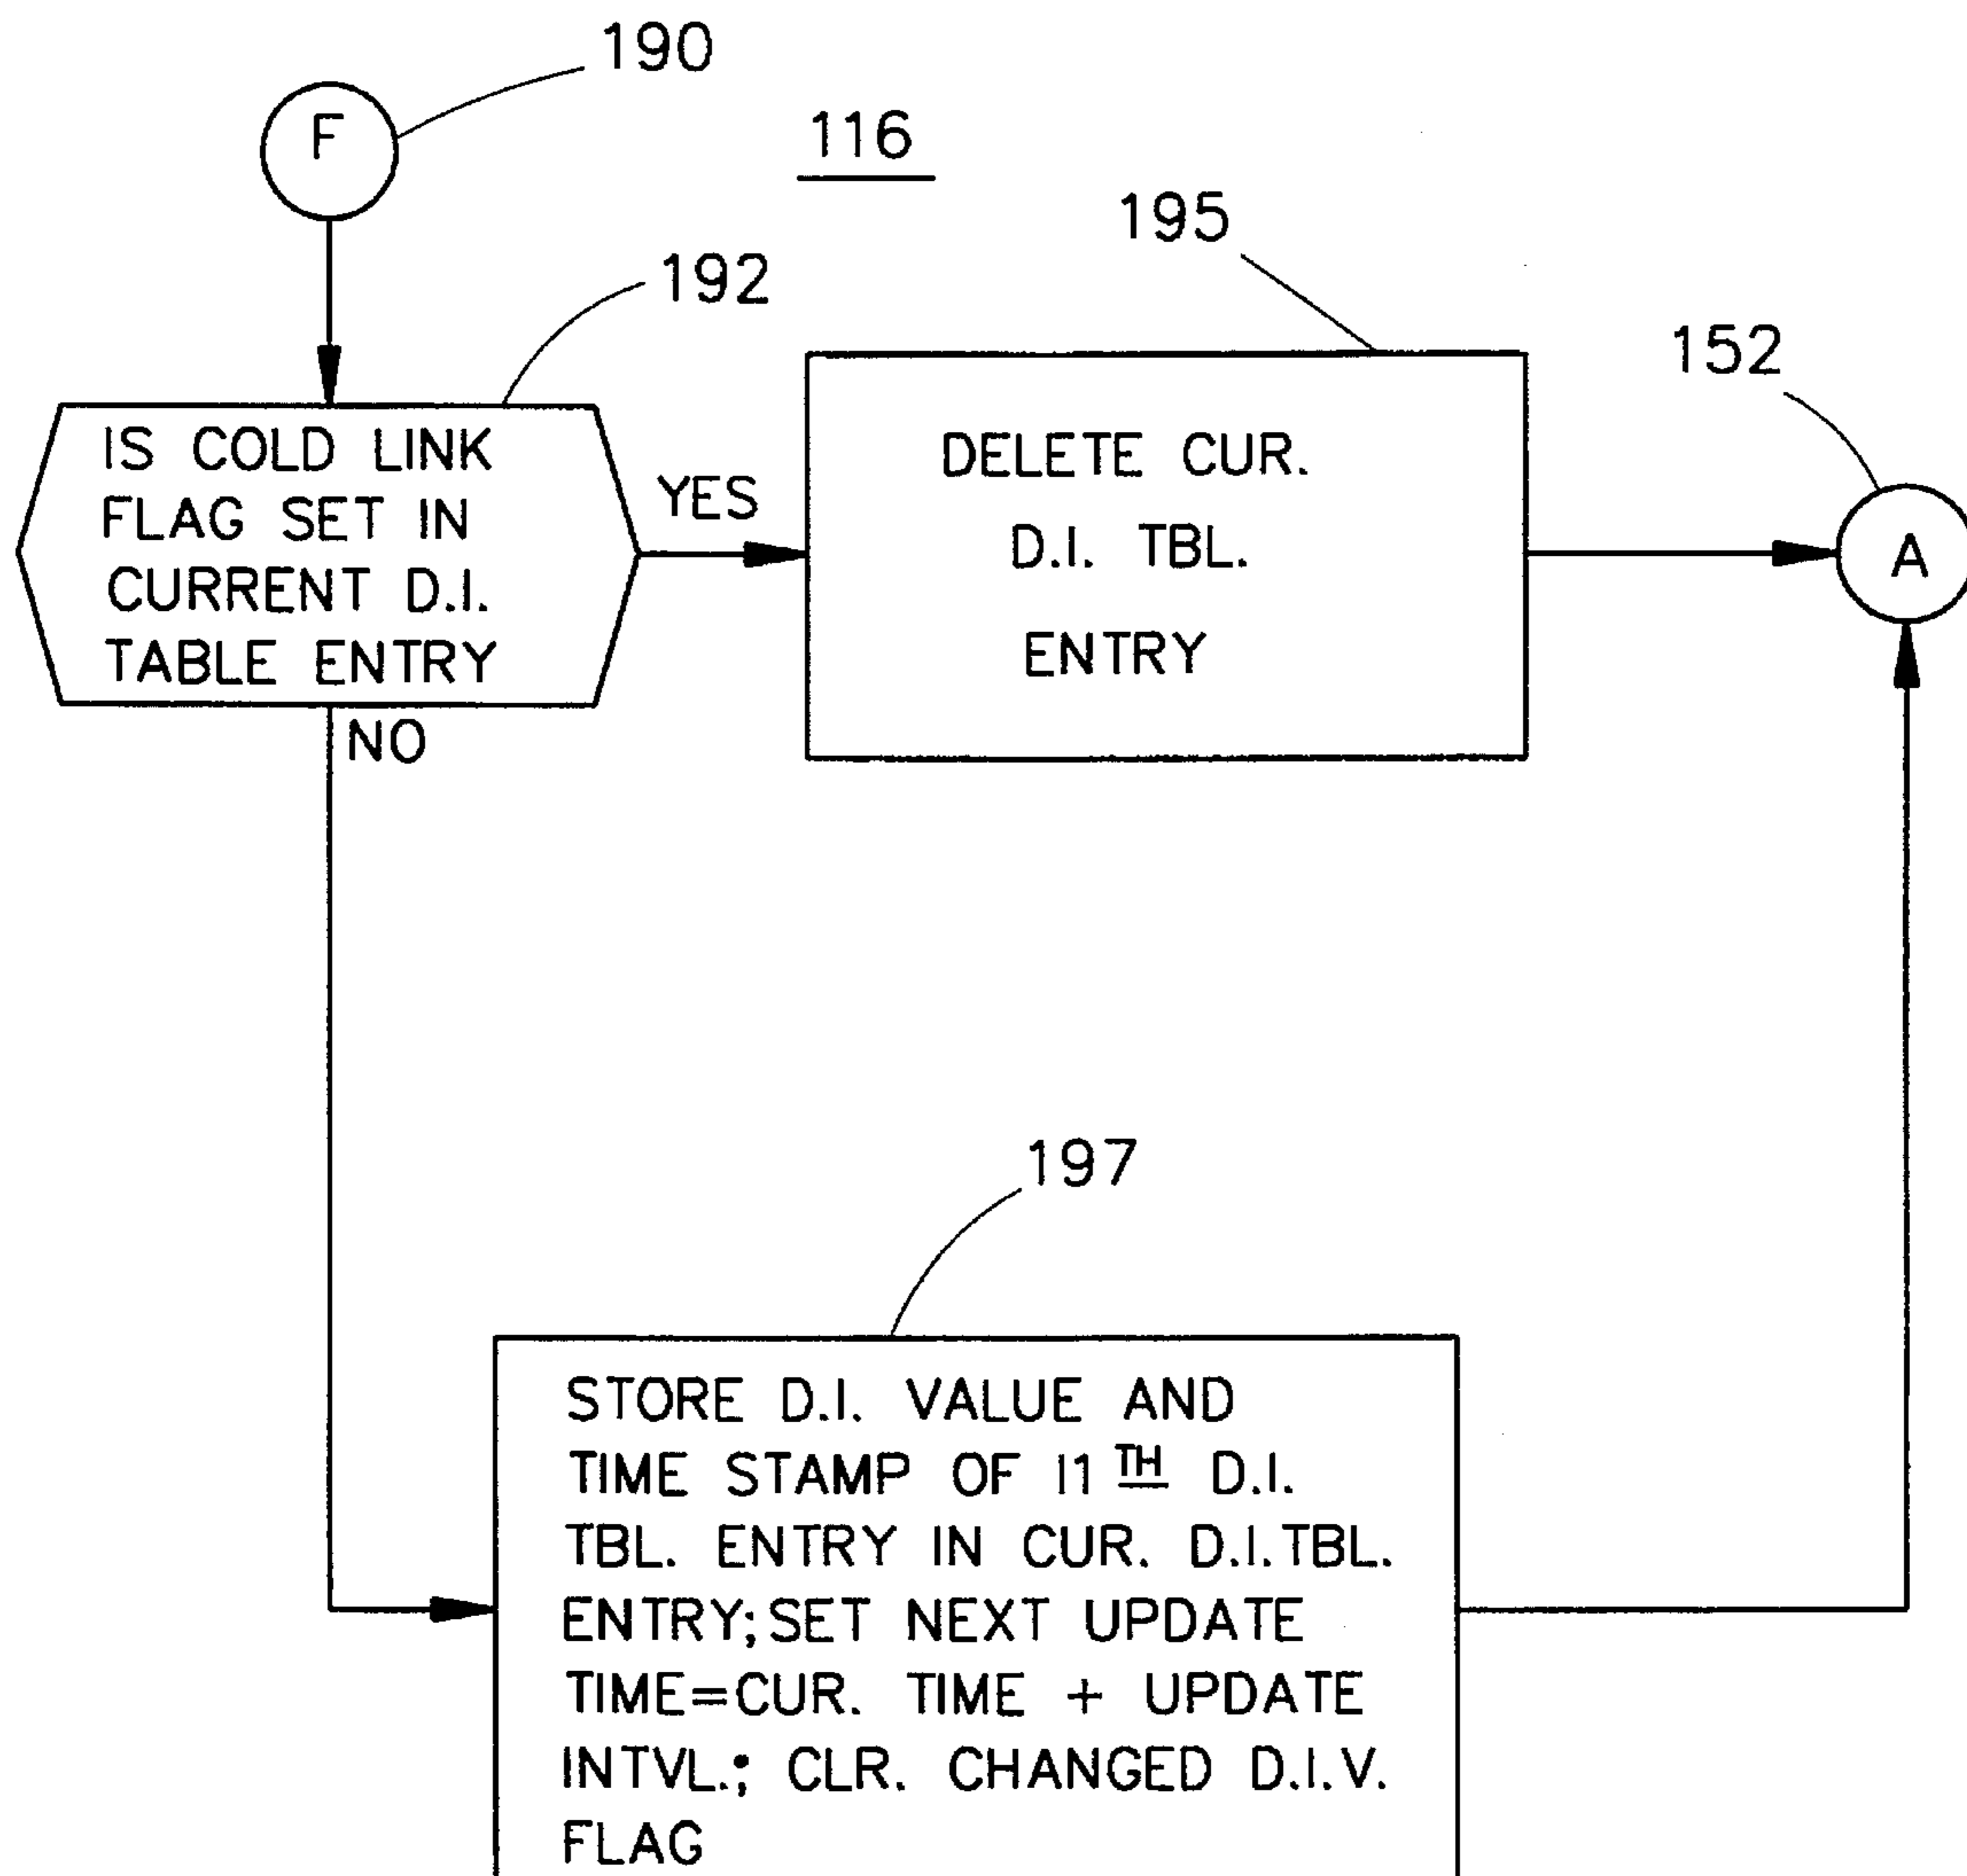 190
F
116
195
192
152
IS COLD LINK
FLAG SET IN
CURRENT D.I.
TABLE ENTRY
YES
NO
DELETE CUR.
D.I. TBL.
ENTRY
A
197
STORE D.I. VALUE AND
TIME STAMP OF I1 TH D.I.
TBL. ENTRY IN CUR. D.I.TBL.
ENTRY;SET NEXT UPDATE
TIME=CUR. TIME + UPDATE
INTVL.; CLR. CHANGED D.I.V.
FLAG